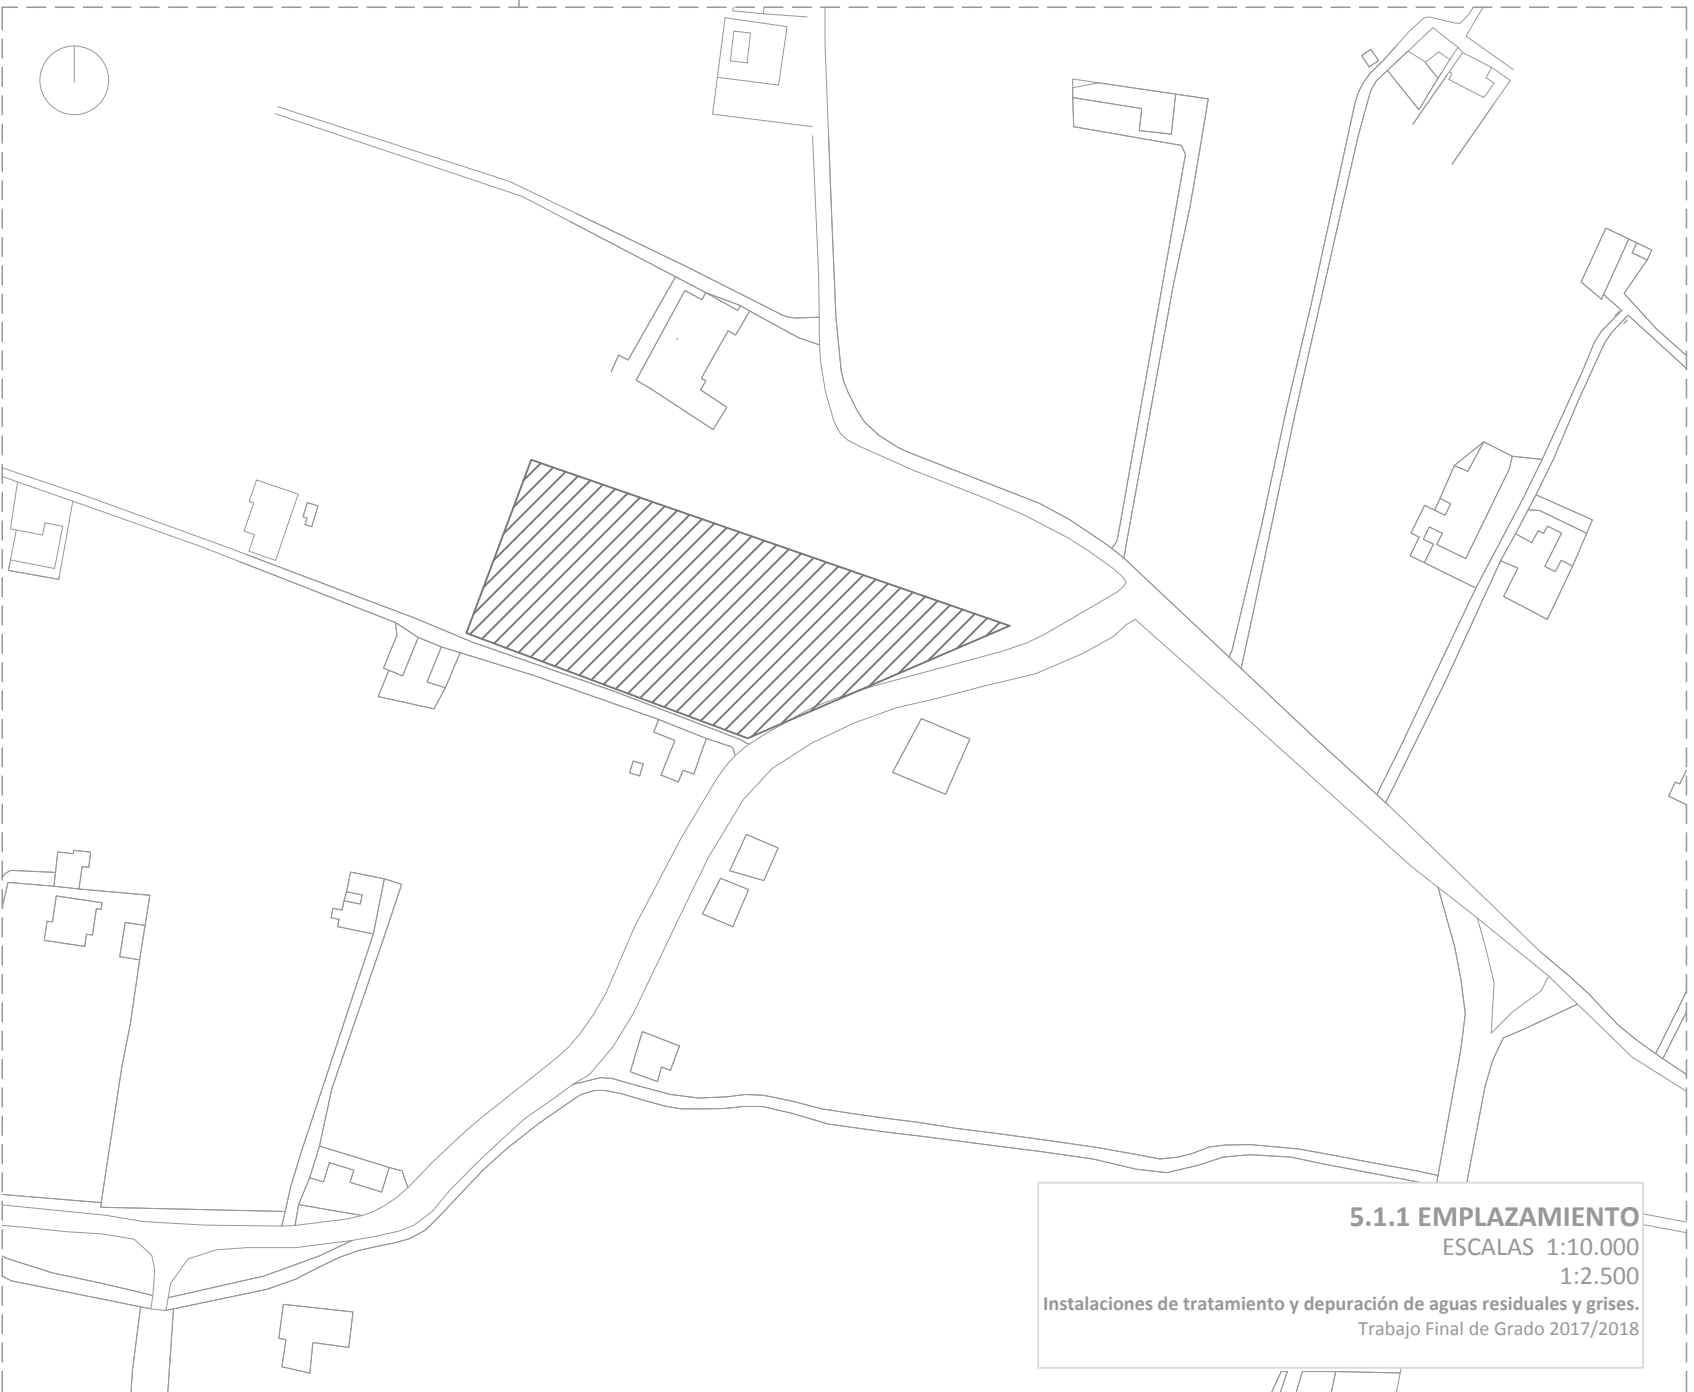 5.1.1 EMPLAZAMIENTO
ESCALAS 1:10.000
1:2.500
Instalaciones de tratamiento y depuración de aguas residuales y grises.
Trabajo Final de Grado 2017/2018